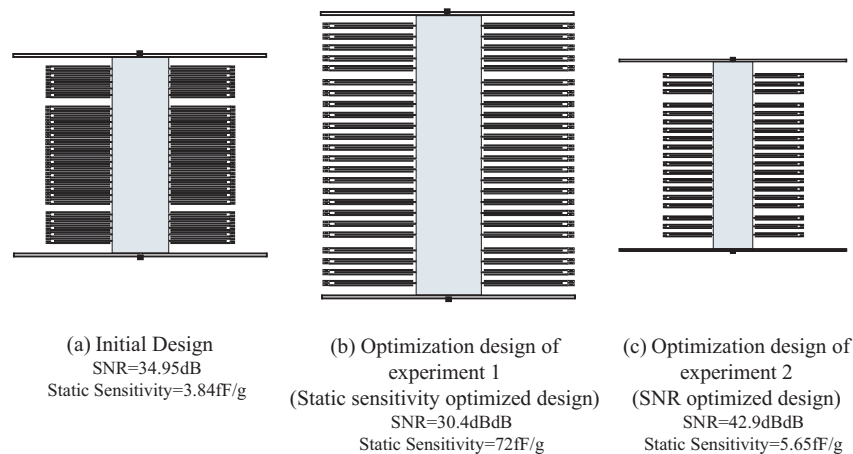 (a) Initial Design
SNR=34.95dB
Static Sensitivity=3.84fF/g
(b) Optimization design of
experiment 1
(Static sensitivity optimized design)
SNR=30.4dBdB
Static Sensitivity=72fF/g
(c) Optimization design of
experiment 2
(SNR optimized design)
SNR=42.9dBdB
Static Sensitivity=5.65fF/g